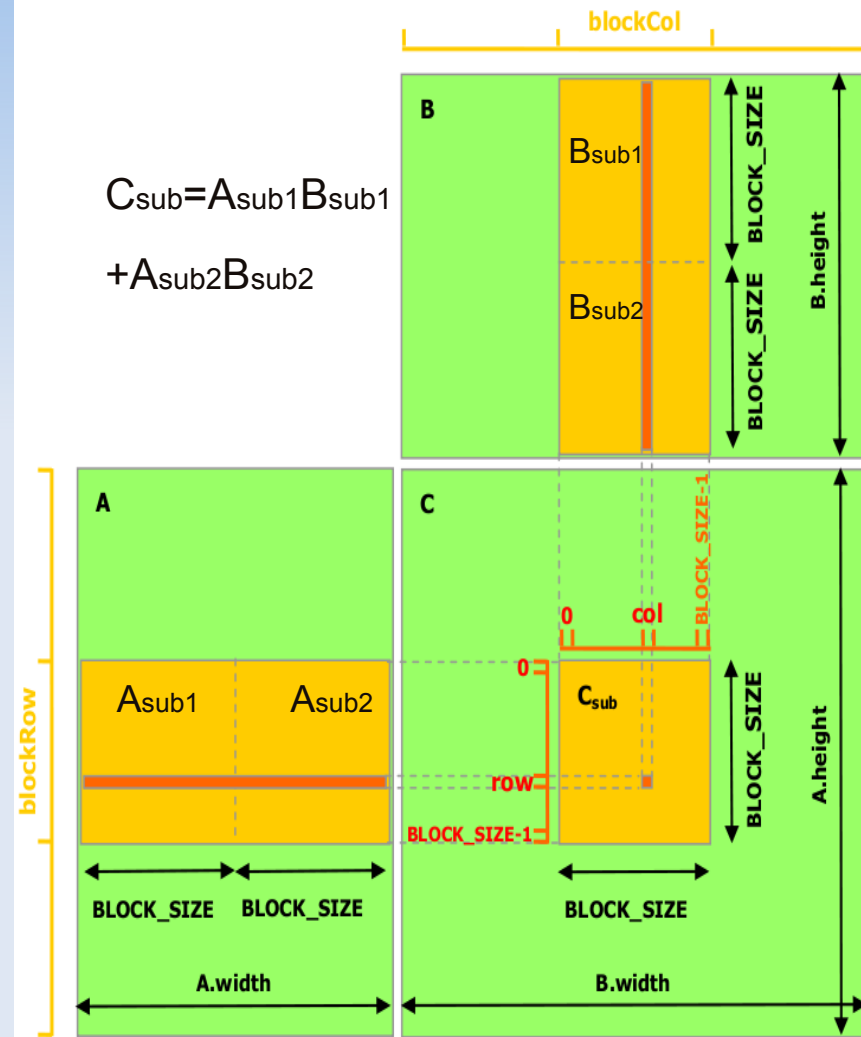 blockCol
B
Bsub1
BLOCK_SIZE
B.height
Csub=Asub1Bsub1
+Asub2Bsub2
Bsub2
BLOCK_SIZE
A
C
BLOCK_SIZE-1
0
col
0
Asub1
Asub2
Csub
BLOCK_SIZE
A.height
blockRow
row
BLOCK_SIZE-1
BLOCK_SIZE
BLOCK_SIZE
BLOCK_SIZE
A.width
B.width